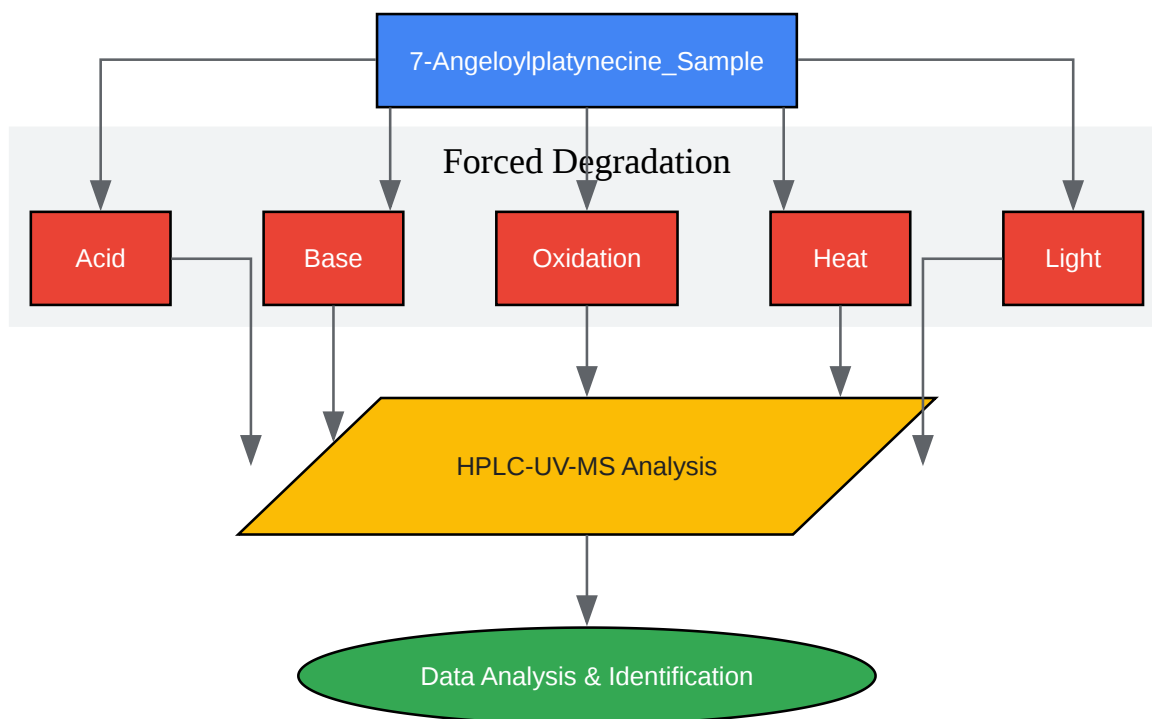 7-Angeloylplatynecine_Sample
Forced Degradation
Acid
Base
Oxidation
Heat
Light
HPLC-UV-MS Analysis
Data Analysis & Identification